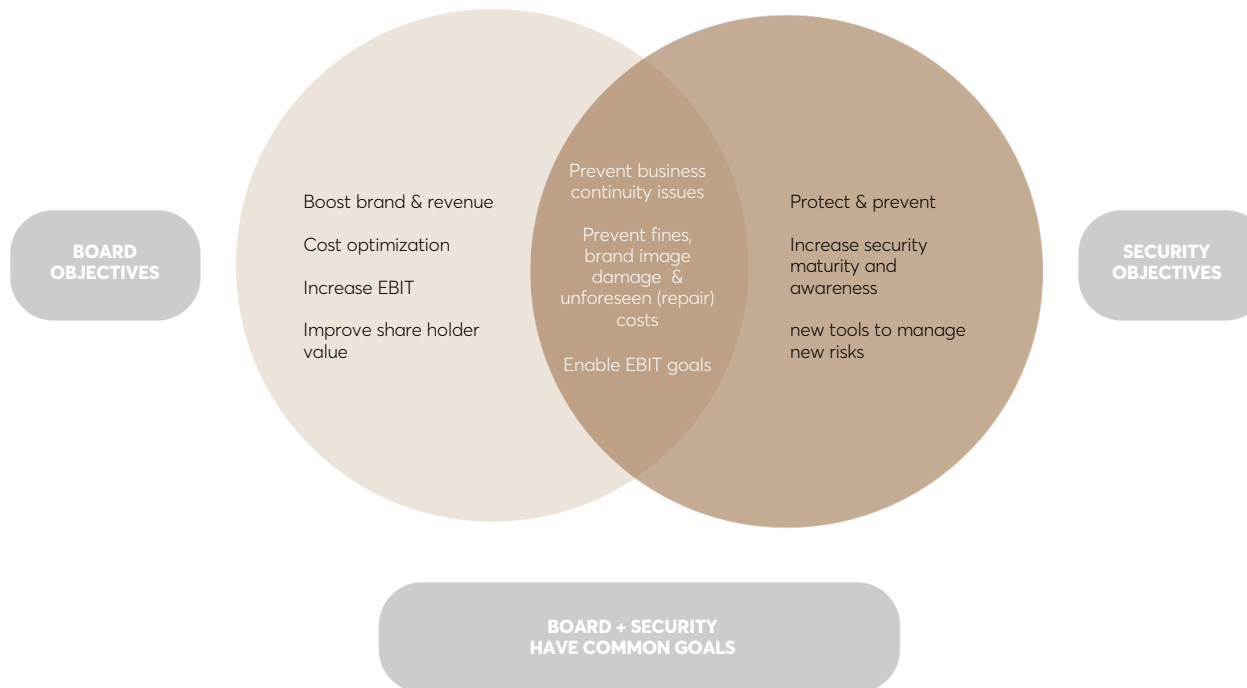 BOARD
OBJECTIVES
Boost brand & revenue
Cost optimization
Increase EBIT
Improve share holder
value
Prevent business
continuity issues
Prevent fines,
brand image
damage  &
unforeseen (repair)
costs
Enable EBIT goals
Protect & prevent
Increase security
maturity and
awareness
new tools to manage
new risks
SECURITY
OBJECTIVES
BOARD + SECURITY
HAVE COMMON GOALS